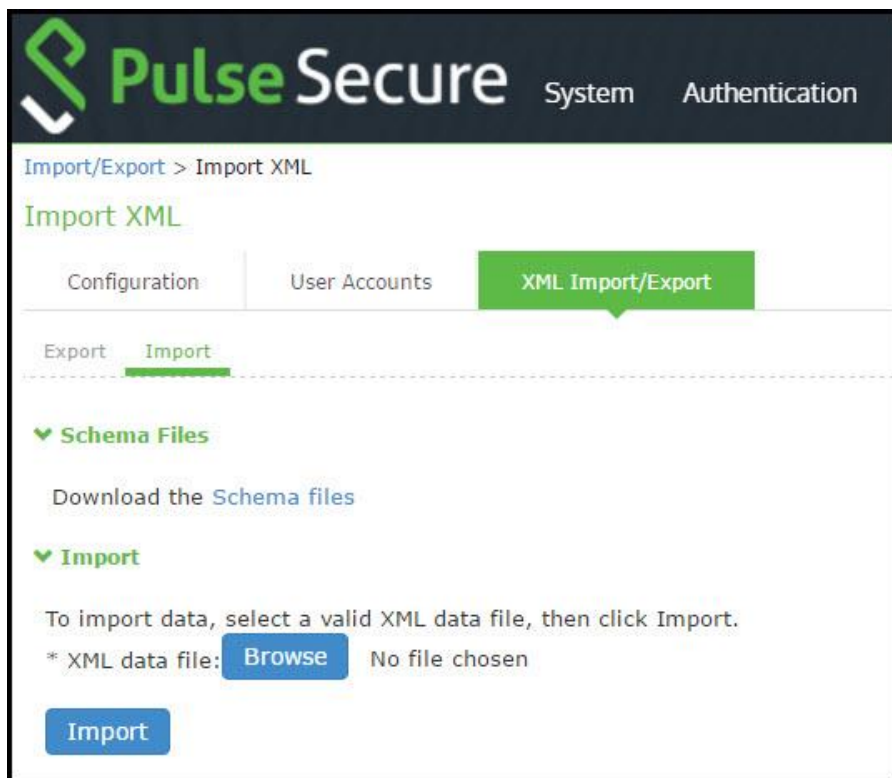 Pulse Secure System Authentication
Import/Export > Import XML
Import XML
Configuration User Accounts XML Import/Export
Export Import
Schema Files
Download the Schema files
Import
To import data, select a valid XML data file, then click Import.
* XML data file: Browse No file chosen
Import